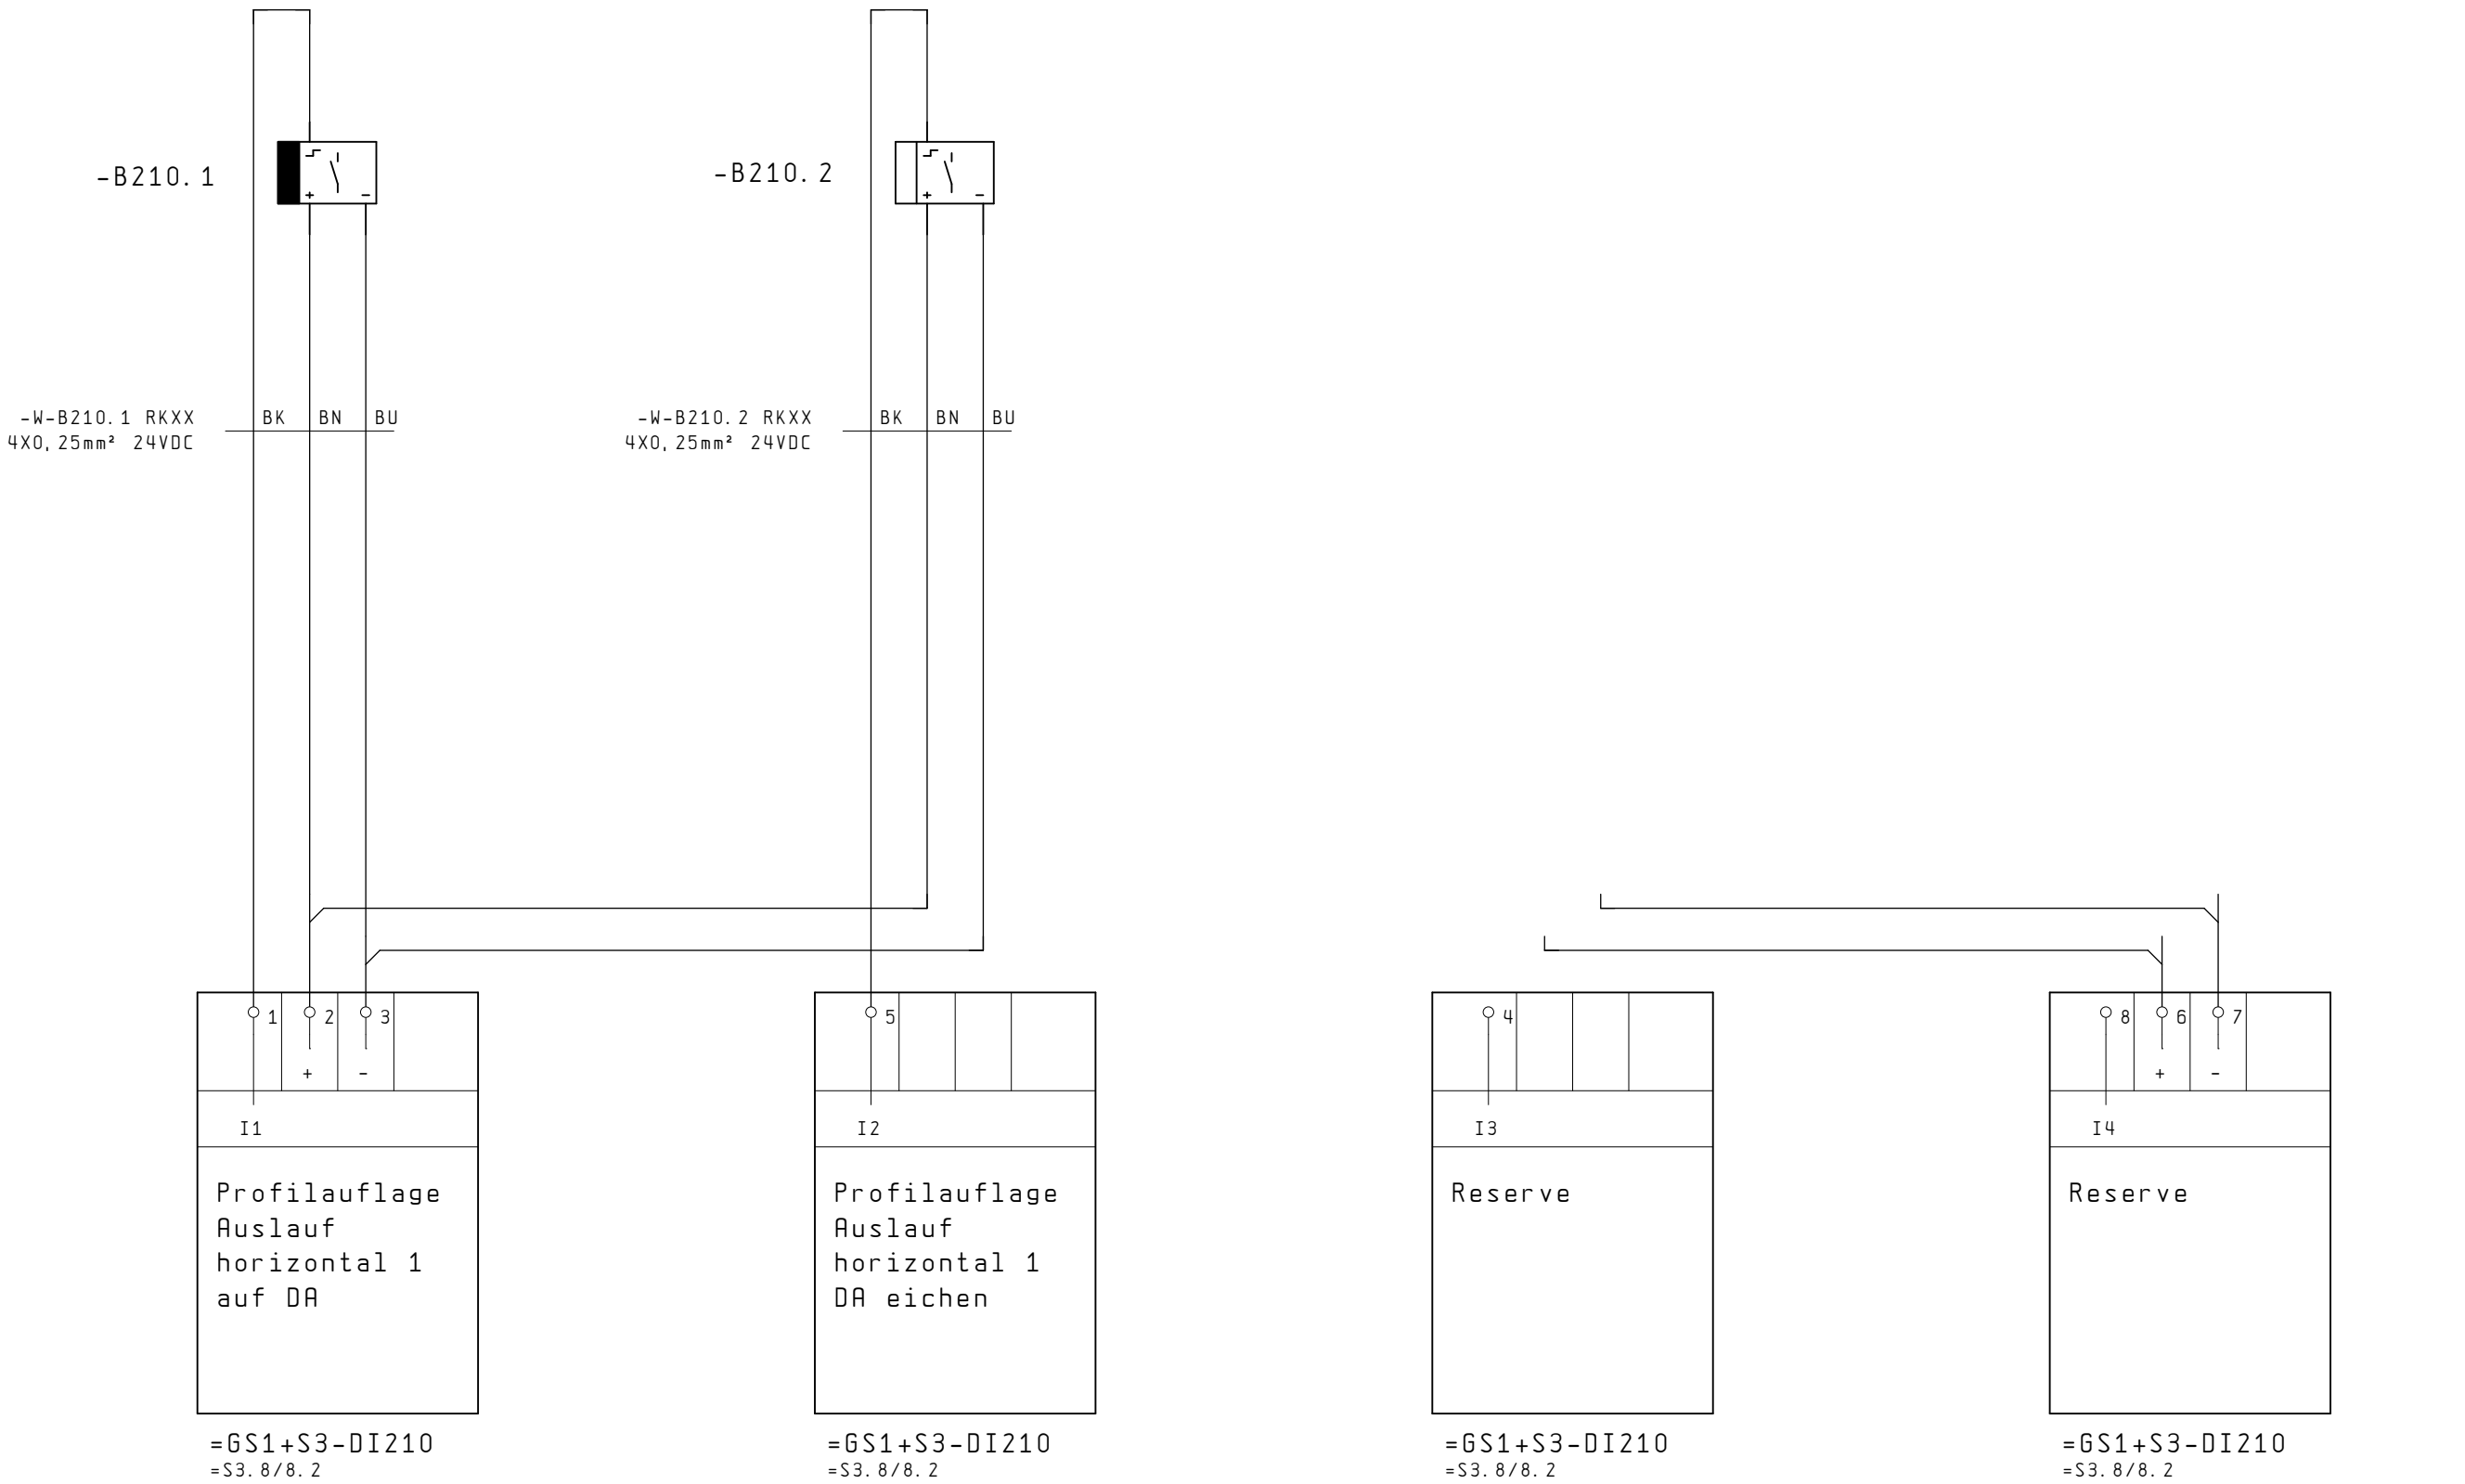 -B210.1
-B210.2
-W-B210.1 RKXX
4X0,25mm² 24VDC
BK BN BU
-W-B210.2 RKXX
4X0,25mm² 24VDC
BK BN BU
1 2 3
+ -
I1
Profilauflage
Auslauf
horizontal 1
auf DA
=GS1+S3-DI210
=S3.8/8.2
5
I2
Profilauflage
Auslauf
horizontal 1
DA eichen
=GS1+S3-DI210
=S3.8/8.2
4
I3
Reserve
=GS1+S3-DI210
=S3.8/8.2
8 6 7
+ -
I4
Reserve
=GS1+S3-DI210
=S3.8/8.2